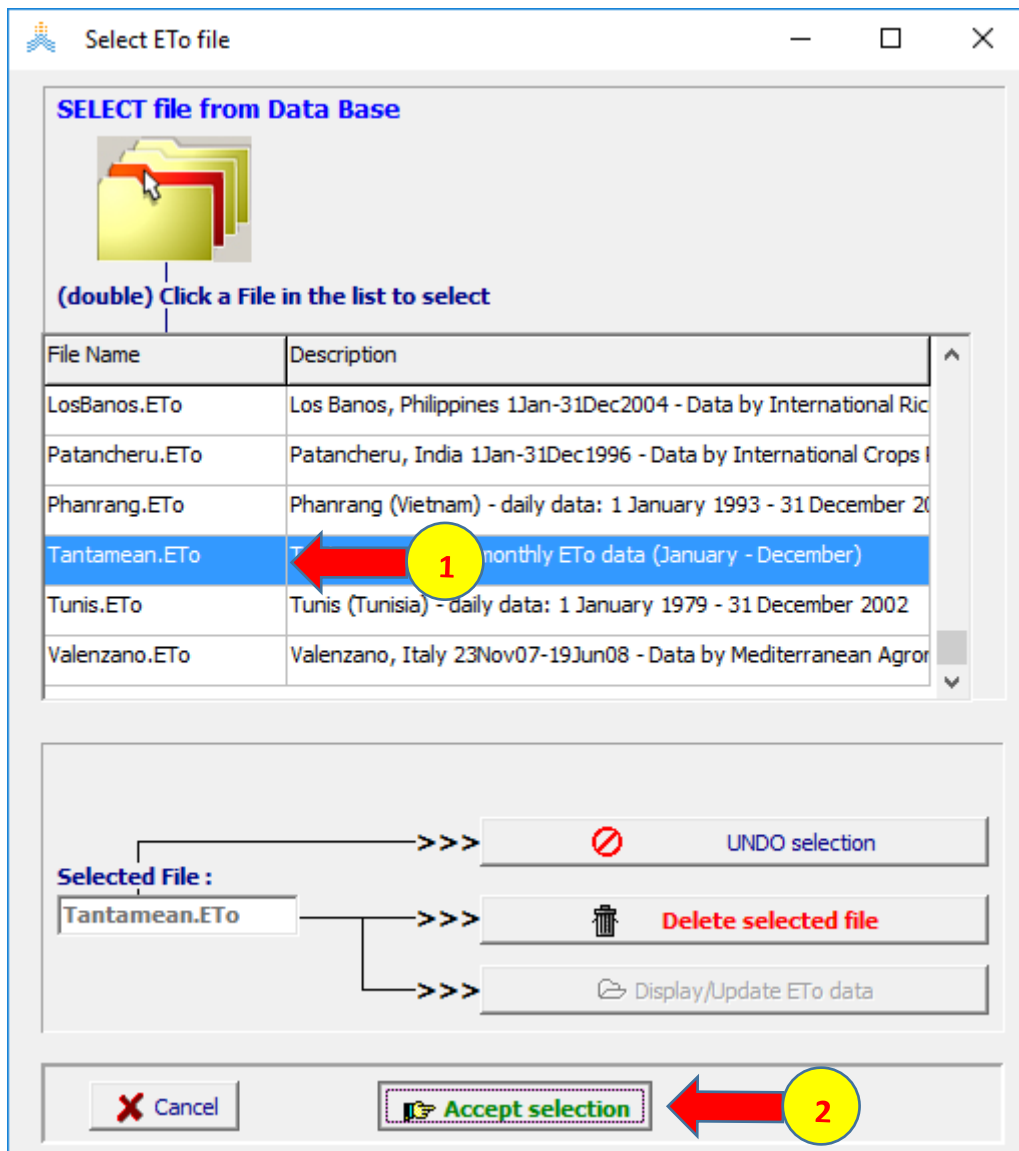 Select ETo file
SELECT file from Data Base
(double) Click a File in the list to select
File Name Description
LosBanos.ETo Los Banos, Philippines 1Jan-31Dec2004 - Data by International Ric
Patancheru.ETo Patancheru, India 1Jan-31Dec1996 - Data by International Crops
Phanrang.ETo Phanrang (Vietnam) - daily data: 1 January 1993 - 31 December 20
Tantamean.ETo monthly ETo data (January - December)
1
Tunis.ETo Tunis (Tunisia) - daily data: 1 January 1979 - 31 December 2002
Valenzano.ETo Valenzano, Italy 23Nov07-19Jun08 - Data by Mediterranean Agron
>>> UNDO selection
Selected File :
Tantamean.ETo >>> Delete selected file
>>> Display/Update ETo data
Cancel Accept selection 2